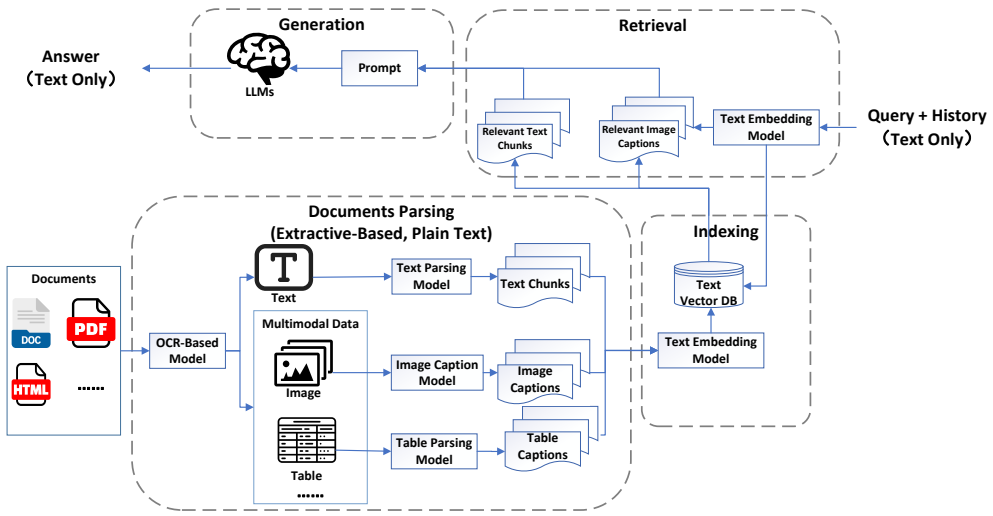 Generation
Answer
（Text Only）
LLMs
Prompt
Retrieval
Relevant Text
Chunks
Relevant Image
Captions
Text Embedding
Model
Query + History
（Text Only）
Documents Parsing
(Extractive-Based, Plain Text)
Documents
DOC
PDF
HTML
......
OCR-Based
Model
Text
Text Parsing
Model
Text Chunks
Multimodal Data
Image
Image Caption
Model
Image
Captions
Table
......
Table Parsing
Model
Table
Captions
Indexing
Text
Vector DB
Text Embedding
Model